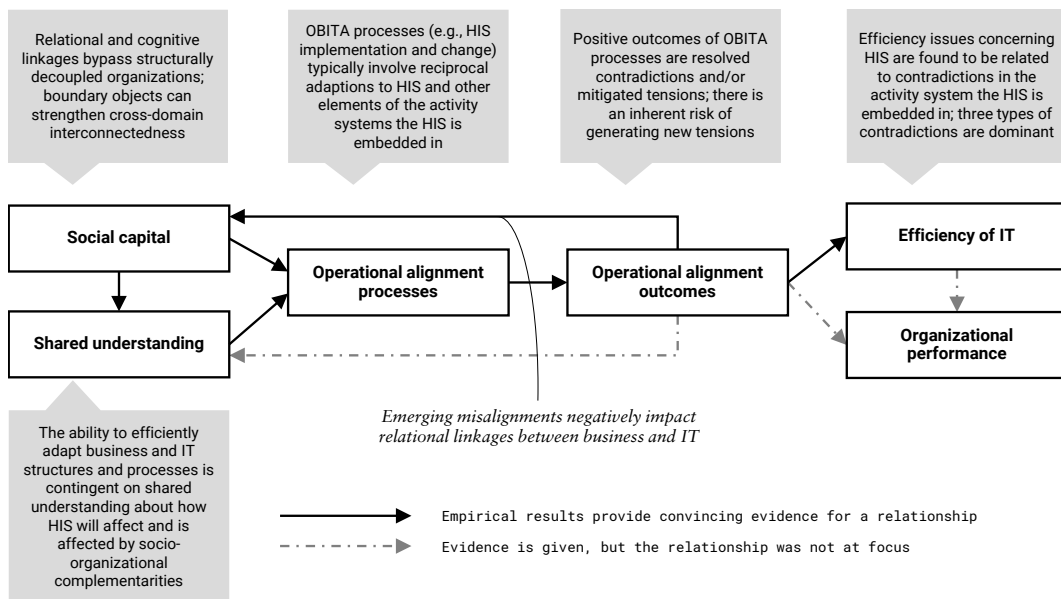 Relational and cognitive
linkages bypass structurally
decoupled organizations;
boundary objects can
strengthen cross-domain
interconnectedness
OBITA processes (e.g., HIS
implementation and change)
typically involve reciprocal
adaptions to HIS and other
elements of the activity
systems the HIS is
embedded in
Positive outcomes of OBITA
processes are resolved
contradictions and/or
mitigated tensions; there is
an inherent risk of
generating new tensions
Efficiency issues concerning
HIS are found to be related
to contradictions in the
activity system the HIS is
embedded in; three types of
contradictions are dominant
Social capital
Shared understanding
Operational alignment
processes
Operational alignment
outcomes
Efficiency of IT
Organizational
performance
Emerging misalignments negatively impact
relational linkages between business and IT
The ability to efficiently
adapt business and IT
structures and processes is
contingent on shared
understanding about how
HIS will affect and is
affected by socio-
organizational
complementarities
Empirical results provide convincing evidence for a relationship
Evidence is given, but the relationship was not at focus